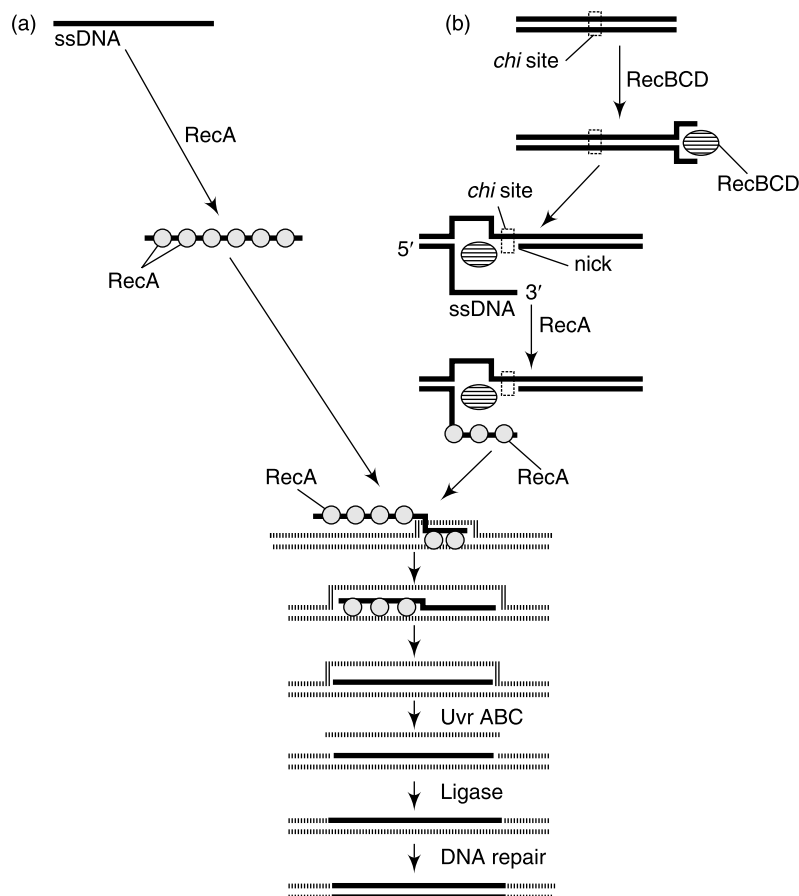 (a)
ssDNA
RecA
RecA
(b)
chi site
RecBCD
RecBCD
chi site
5′
nick
ssDNA
3′
RecA
RecA
RecA
Uvr ABC
Ligase
DNA repair